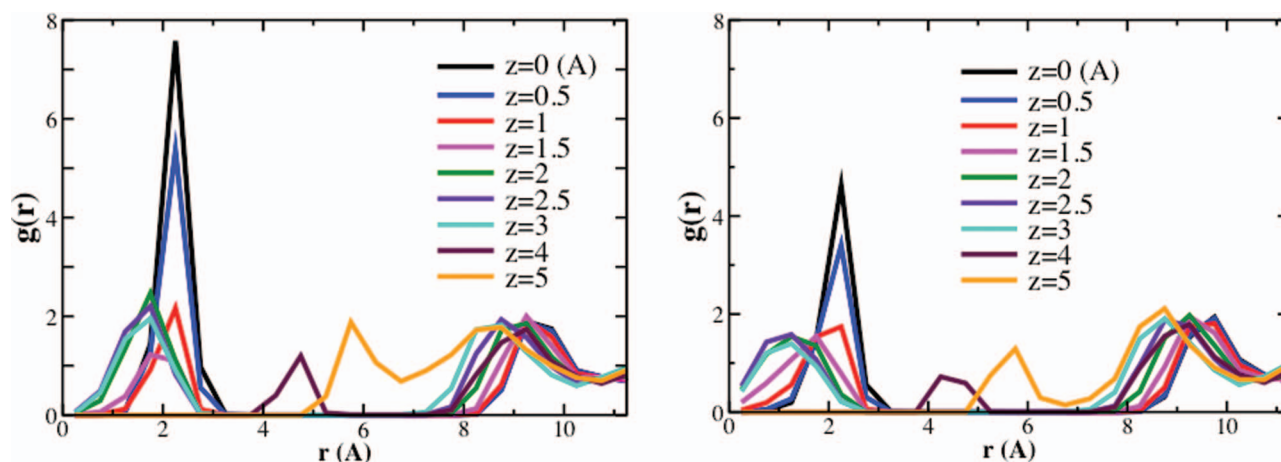 8
6
4
2
0
g(r)
0 2 4 6 8 10
r (A)
z=0 (A)
z=0.5
z=1
z=1.5
z=2
z=2.5
z=3
z=4
z=5
8
6
4
2
0
g(r)
0 2 4 6 8 10
r (A)
z=0 (A)
z=0.5
z=1
z=1.5
z=2
z=2.5
z=3
z=4
z=5